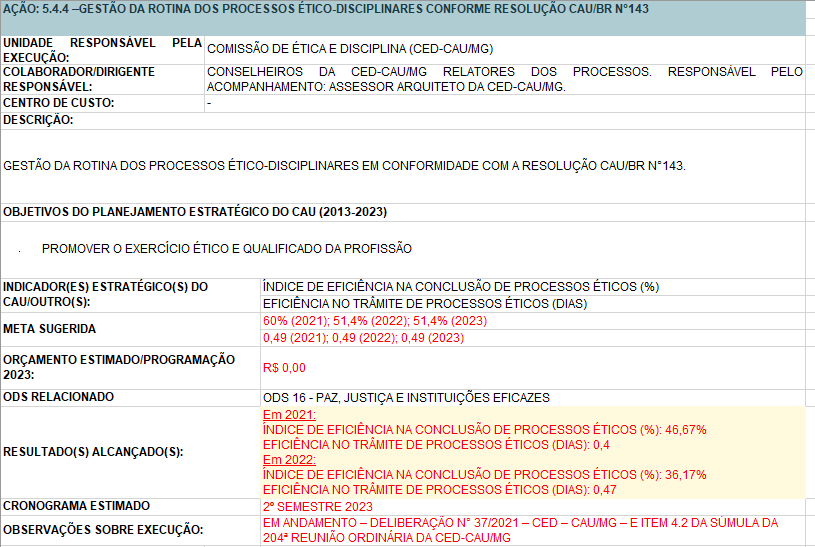 AÇÃO: 5.4.4 –GESTÃO DA ROTINA DOS PROCESSOS ÉTICO-DISCIPLINARES CONFORME RESOLUÇÃO CAU/BR N°143
UNIDADE RESPONSÁVEL PELA
EXECUÇÃO:
COMISSÃO DE ÉTICA E DISCIPLINA (CED-CAU/MG)
COLABORADOR/DIRIGENTE
RESPONSÁVEL:
CONSELHEIROS DA CED-CAU/MG RELATORES DOS PROCESSOS. RESPONSÁVEL PELO
ACOMPANHAMENTO: ASSESSOR ARQUITETO DA CED-CAU/MG.
CENTRO DE CUSTO:
-
DESCRIÇÃO:
GESTÃO DA ROTINA DOS PROCESSOS ÉTICO-DISCIPLINARES EM CONFORMIDADE COM A RESOLUÇÃO CAU/BR N°143.
OBJETIVOS DO PLANEJAMENTO ESTRATÉGICO DO CAU (2013-2023)
· PROMOVER O EXERCÍCIO ÉTICO E QUALIFICADO DA PROFISSÃO
INDICADOR(ES) ESTRATÉGICO(S) DO
CAU/OUTRO(S):
ÍNDICE DE EFICIÊNCIA NA CONCLUSÃO DE PROCESSOS ÉTICOS (%)
EFICIÊNCIA NO TRÂMITE DE PROCESSOS ÉTICOS (DIAS)
META SUGERIDA
60% (2021); 51,4% (2022); 51,4% (2023)
0,49 (2021); 0,49 (2022); 0,49 (2023)
ORÇAMENTO ESTIMADO/PROGRAMAÇÃO
2023:
R$ 0,00
ODS RELACIONADO
ODS 16 - PAZ, JUSTIÇA E INSTITUIÇÕES EFICAZES
RESULTADO(S) ALCANÇADO(S):
Em 2021:
ÍNDICE DE EFICIÊNCIA NA CONCLUSÃO DE PROCESSOS ÉTICOS (%): 46,67%
EFICIÊNCIA NO TRÂMITE DE PROCESSOS ÉTICOS (DIAS): 0,4
Em 2022:
ÍNDICE DE EFICIÊNCIA NA CONCLUSÃO DE PROCESSOS ÉTICOS (%): 36,17%
EFICIÊNCIA NO TRÂMITE DE PROCESSOS ÉTICOS (DIAS): 0,47
CRONOGRAMA ESTIMADO
2º SEMESTRE 2023
OBSERVAÇÕES SOBRE EXECUÇÃO:
EM ANDAMENTO – DELIBERAÇÃO N° 37/2021 – CED – CAU/MG – E ITEM 4.2 DA SÚMULA DA
204ª REUNIÃO ORDINÁRIA DA CED-CAU/MG